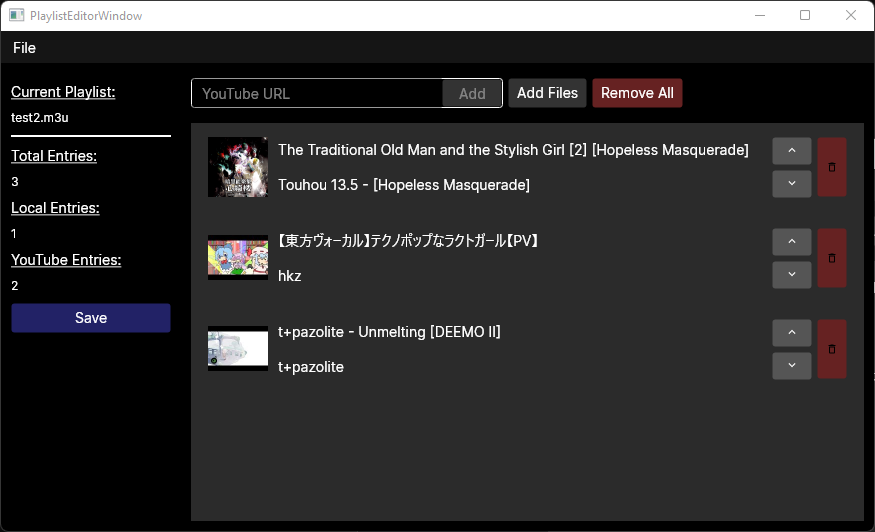 PlaylistEditorWindow
File
Current Playlist:
test2.m3u
Total Entries:
3
Local Entries:
1
YouTube Entries:
2
Save
YouTube URL
Add
Add Files
Remove All
The Traditional Old Man and the Stylish Girl [2] [Hopeless Masquerade]
Touhou 13.5 - [Hopeless Masquerade]
【東方ヴォーカル】テクノポップなラクトガール【PV】
hkz
t+pazolite - Unmelting [DEEMO II]
t+pazolite